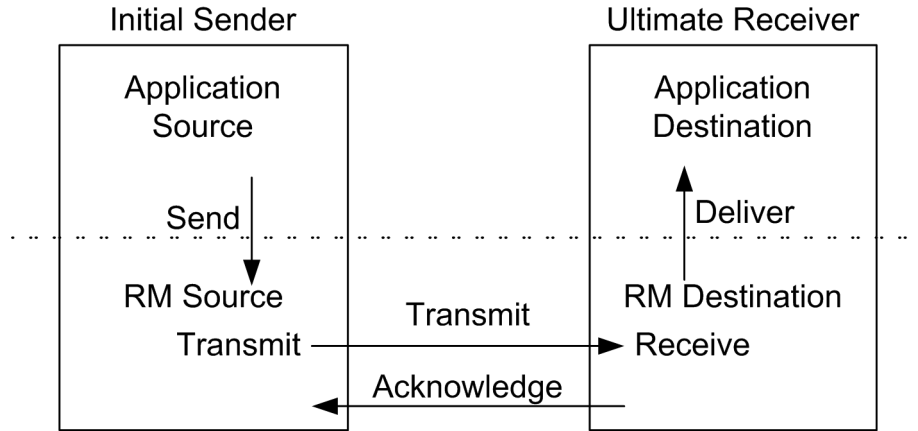 Initial Sender
Ultimate Receiver
Application
Source
Application
Destination
Send
Deliver
RM Source
RM Destination
Transmit
Transmit
Receive
Acknowledge